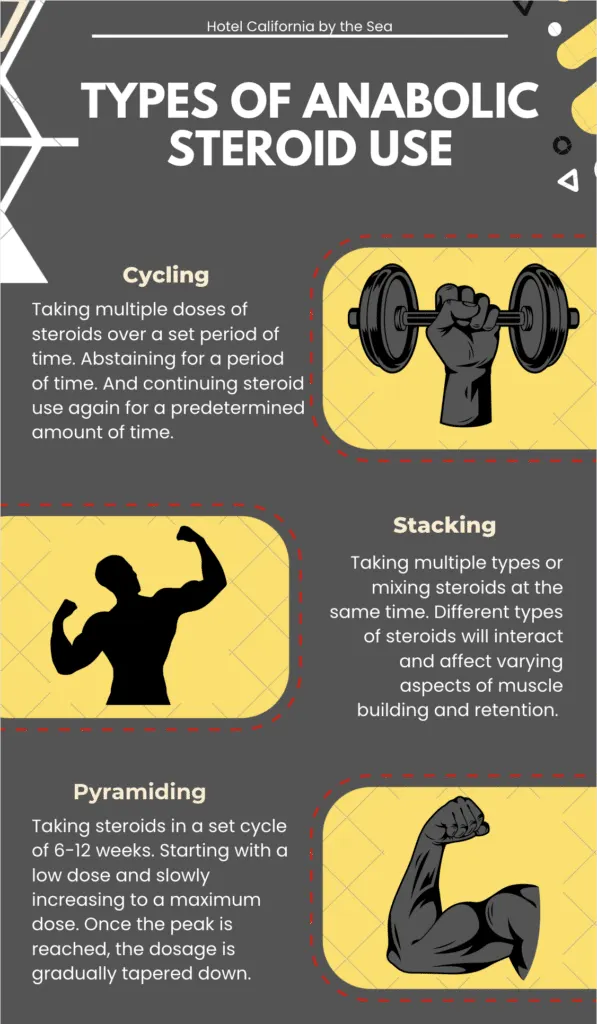 Hotel California by the Sea
TYPES OF ANABOLIC
STEROID USE
Cycling
Taking multiple doses of
steroids over a set period of
time. Abstaining for a period
of time. And continuing steroid
use again for a predetermined
amount of time.
Stacking
Taking multiple types or
mixing steroids at the
same time. Different types
of steroids will interact
and affect varying
aspects of muscle
building and retention.
Pyramiding
Taking steroids in a set cycle
of 6-12 weeks. Starting with a
low dose and slowly
increasing to a maximum
dose. Once the peak is
reached, the dosage is
gradually tapered down.